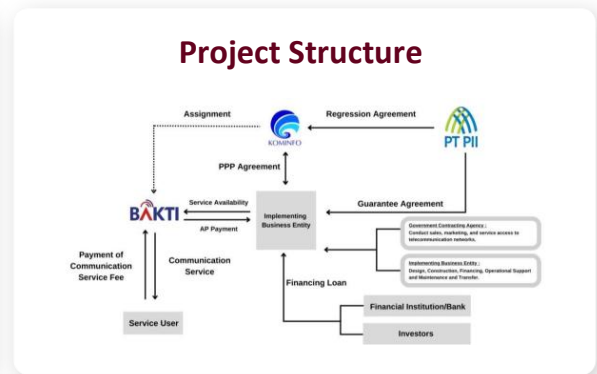 Project Structure
Assignment
Regression Agreement
KOMINFO
PT PII
PPP Agreement
Service Availability
Guarantee Agreement
BAKTI
AP Payment
Implementing
Business Entity
Government Contracting Agency :
Conduct sales, marketing, and service access to
telecommunication networks.
Payment of
Communication
Service Fee
Communication
Service
Implementing Business Entity :
Design, Construction, Financing, Operational Support
and Maintenance and Transfer.
Financing Loan
Financial Institution/Bank
Service User
Investors